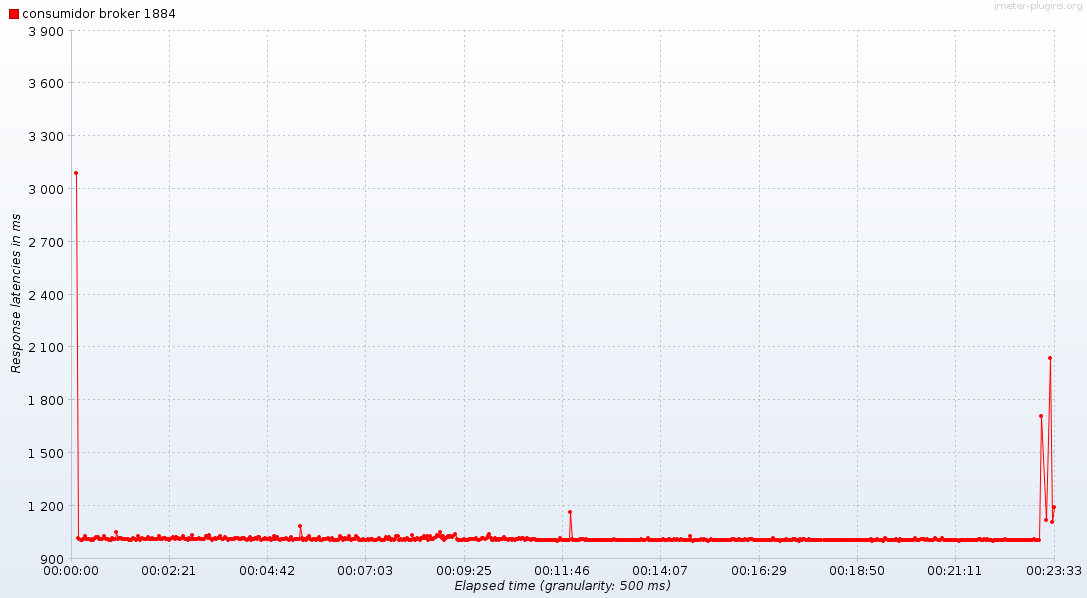 consumidor broker 1884
jmeter-plugins.org
3 900
3 600
3 300
3 000
2 700
2 400
2 100
1 800
1 500
1 200
900
Response latencies in ms
00:00:00 00:02:21 00:04:42 00:07:03 00:09:25 00:11:46 00:14:07 00:16:29 00:18:50 00:21:11 00:23:33
Elapsed time (granularity: 500 ms)